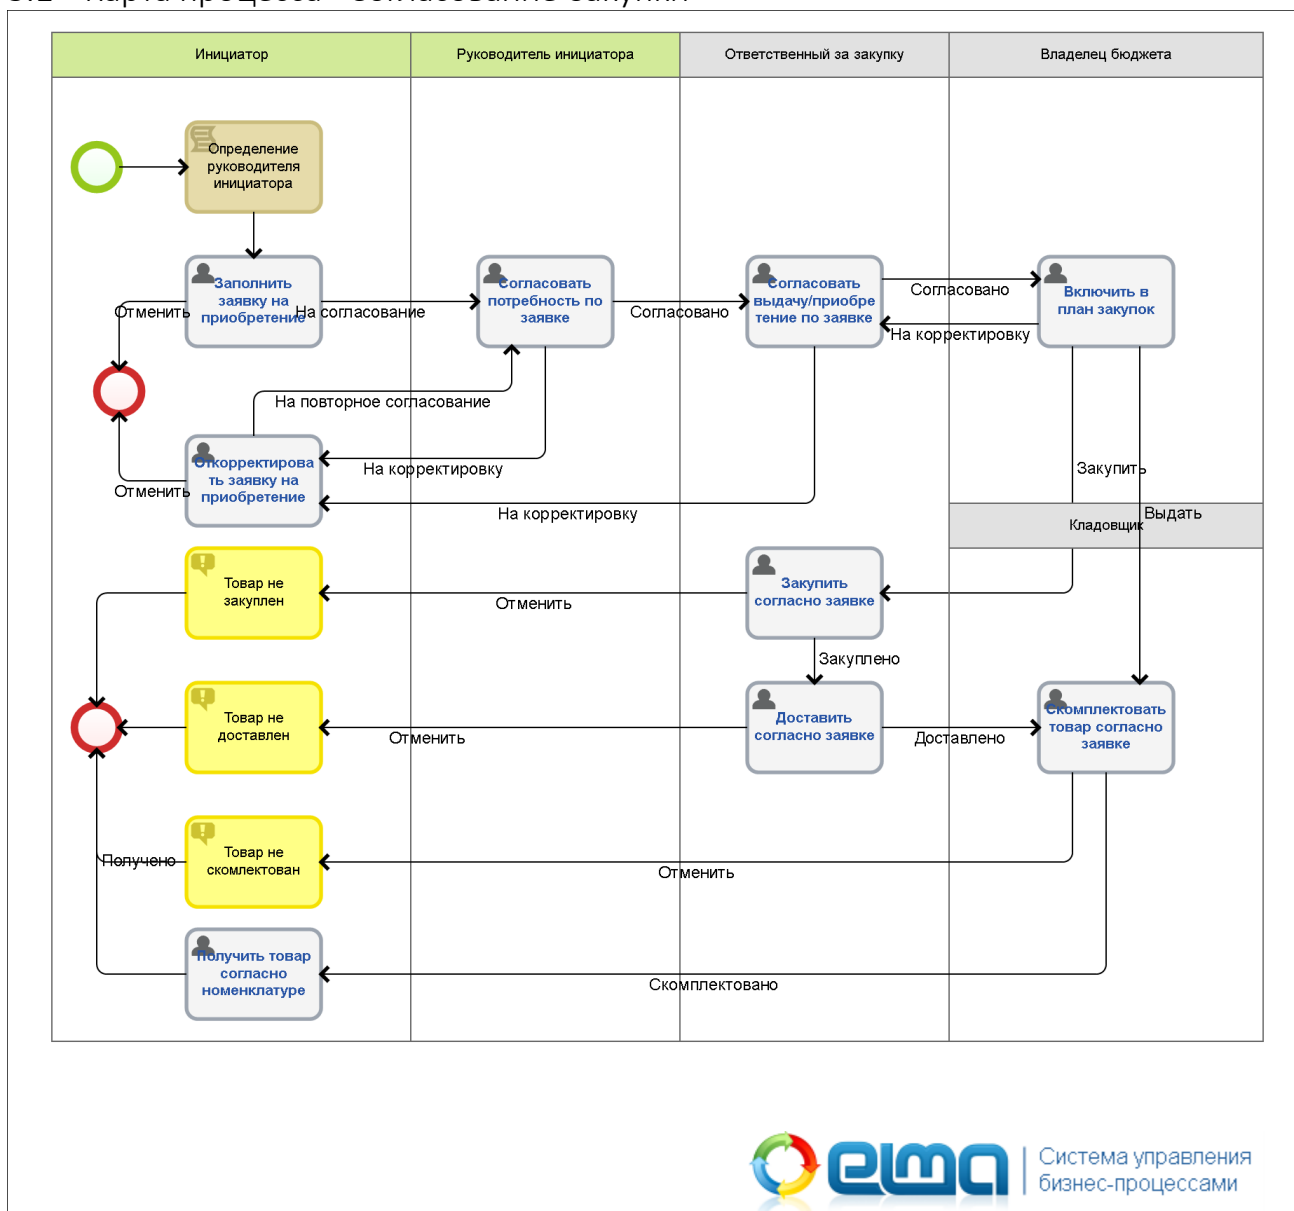 Инициатор
Руководитель инициатора
Ответственный за закупку
Владелец бюджета
Определение
руководителя
инициатора
Заполнить
заявку на
приобретение
Отменить
На согласование
Согласовать
потребность по
заявке
Согласовано
Согласовать
выдачу/приобре
тение по заявке
Согласовано
На корректировку
Включить в
план закупок
На повторное согласование
Откорректирова
ть заявку на
приобретение
Отменить
На корректировку
На корректировку
Закупить
Выдать
Кладовщик
Товар не
закуплен
Отменить
Закупить
согласно заявке
Закуплено
Товар не
доставлен
Отменить
Доставить
согласно заявке
Доставлено
Скомплектовать
товар согласно
заявке
Получено
Товар не
скомлектован
Отменить
Получить товар
согласно
номенклатуре
Скомплектовано
elma
Система управления
бизнес-процессами